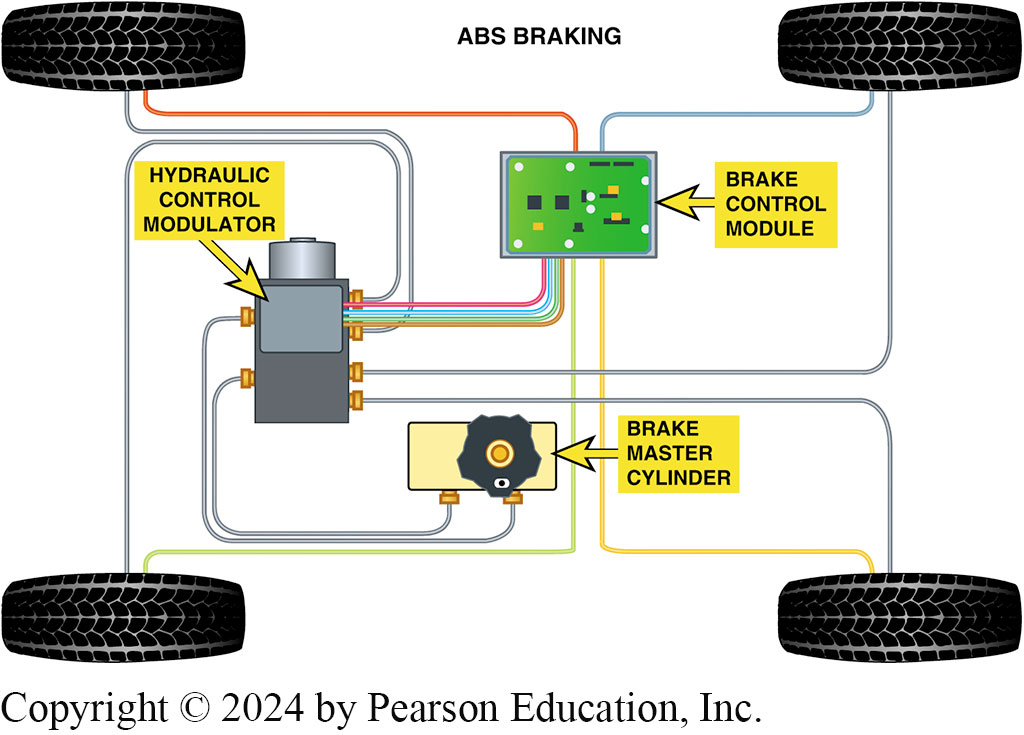 ABS BRAKING
HYDRAULIC
CONTROL
MODULATOR
BRAKE
CONTROL
MODULE
BRAKE
MASTER
CYLINDER
Copyright © 2024 by Pearson Education, Inc.